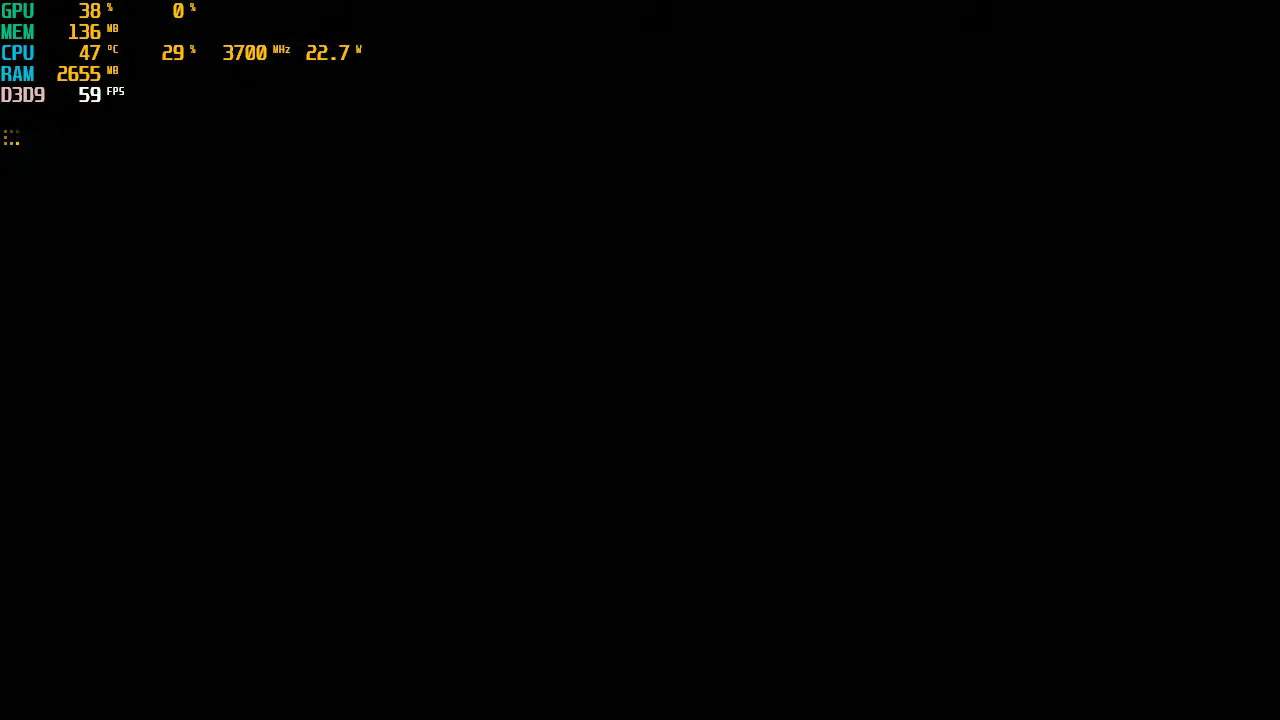 GPU 38 % 0 %
MEM 136 MB
CPU 47 °C 29 % 3700 MHz 22.7 W
RAM 2655 MB
D3D9 59 FPS